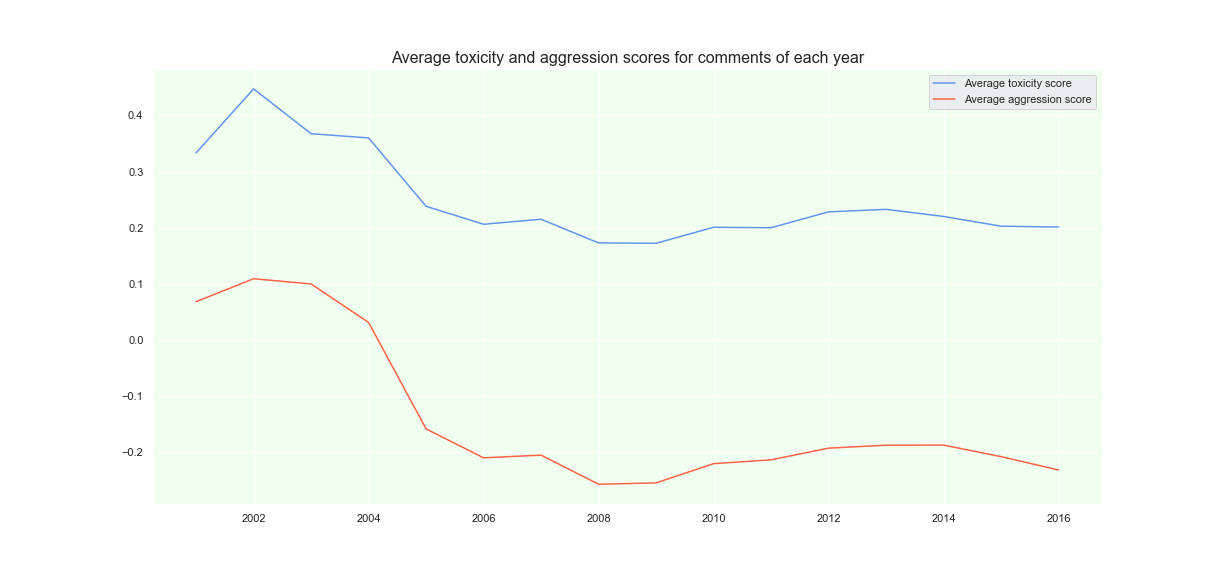 Average toxicity and aggression scores for comments of each year
Average toxicity score
Average aggression score
0.4
0.3
0.2
0.1
0.0
−0.1
−0.2
2002 2004 2006 2008 2010 2012 2014 2016